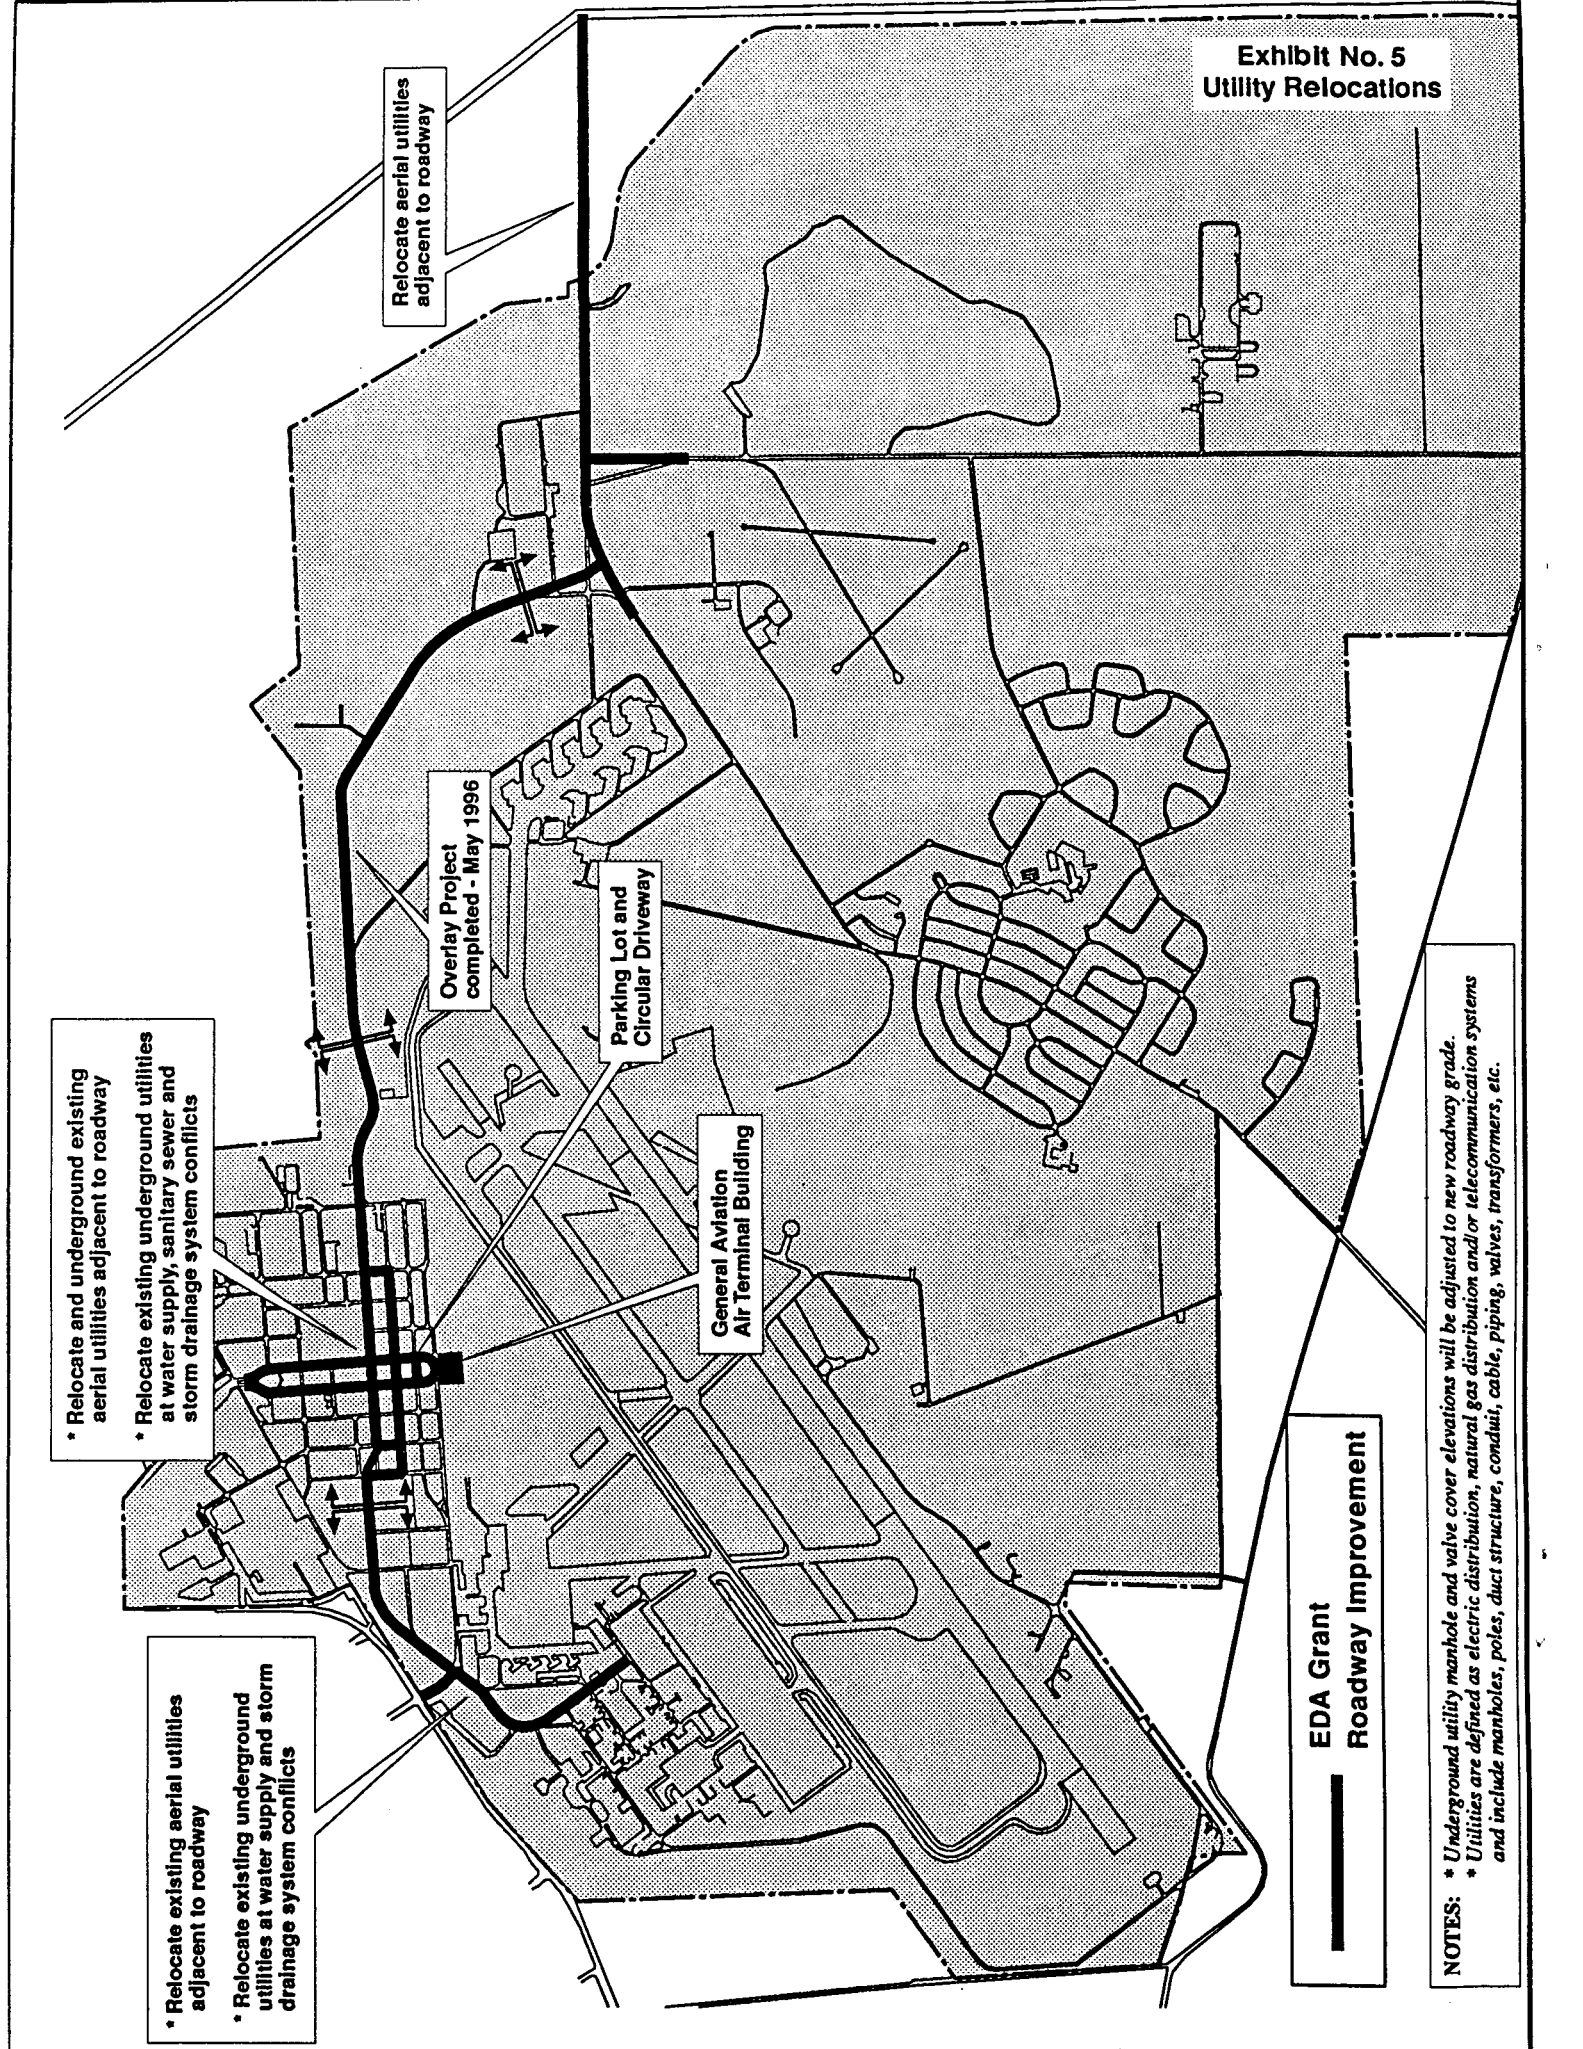 Exhibit No. 5
Utility Relocations
Relocate aerial utilities
adjacent to roadway
Overlay Project
completed - May 1996
Parking Lot and
Circular Driveway
General Aviation
Air Terminal Building
* Relocate and underground existing
aerial utilities adjacent to roadway
* Relocate existing underground utilities
at water supply, sanitary sewer and
storm drainage system conflicts
* Relocate existing aerial utilities
adjacent to roadway
* Relocate existing underground
utilities at water supply and storm
drainage system conflicts
EDA Grant
Roadway Improvement
NOTES: * Underground utility manhole and valve cover elevations will be adjusted to new roadway grade.
* Utilities are defined as electric distribution, natural gas distribution and/or telecommunication systems
and include manholes, poles, duct structure, conduit, cable, piping, valves, transformers, etc.